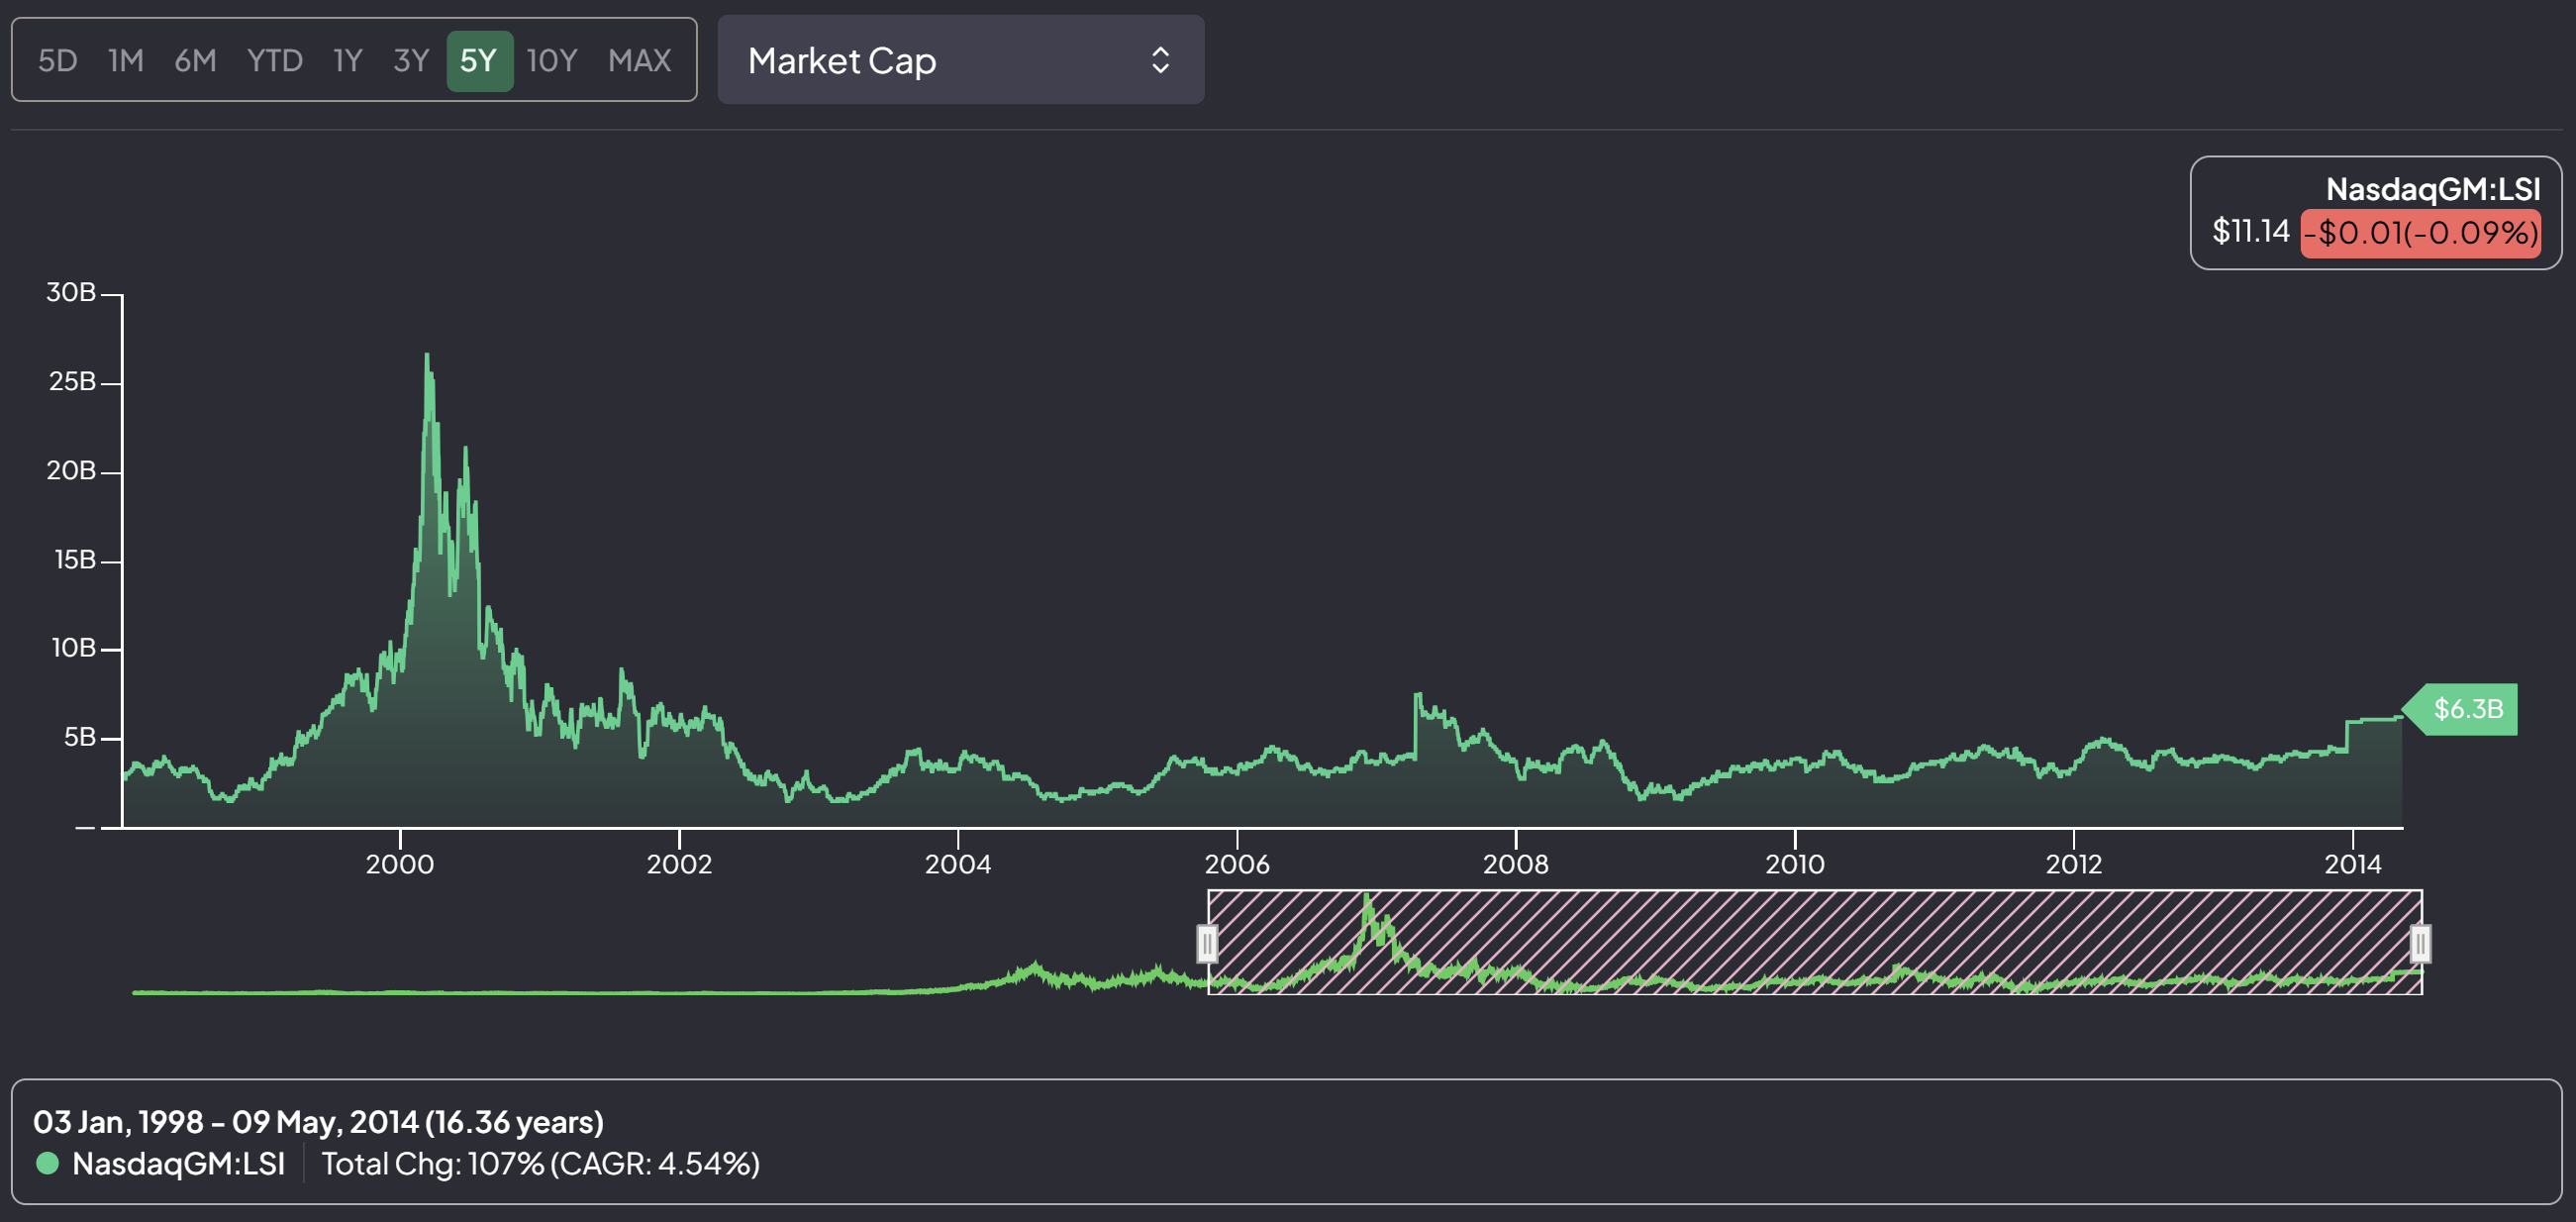 5D 1M 6M YTD 1Y 3Y 5Y 10Y MAX
Market Cap
NasdaqGM:LSI
$11.14 -$0.01(-0.09%)
30B
25B
20B
15B
10B
5B
—
$6.3B
2000 2002 2004 2006 2008 2010 2012 2014
03 Jan, 1998 - 09 May, 2014 (16.36 years)
NasdaqGM:LSI Total Chg: 107% (CAGR: 4.54%)